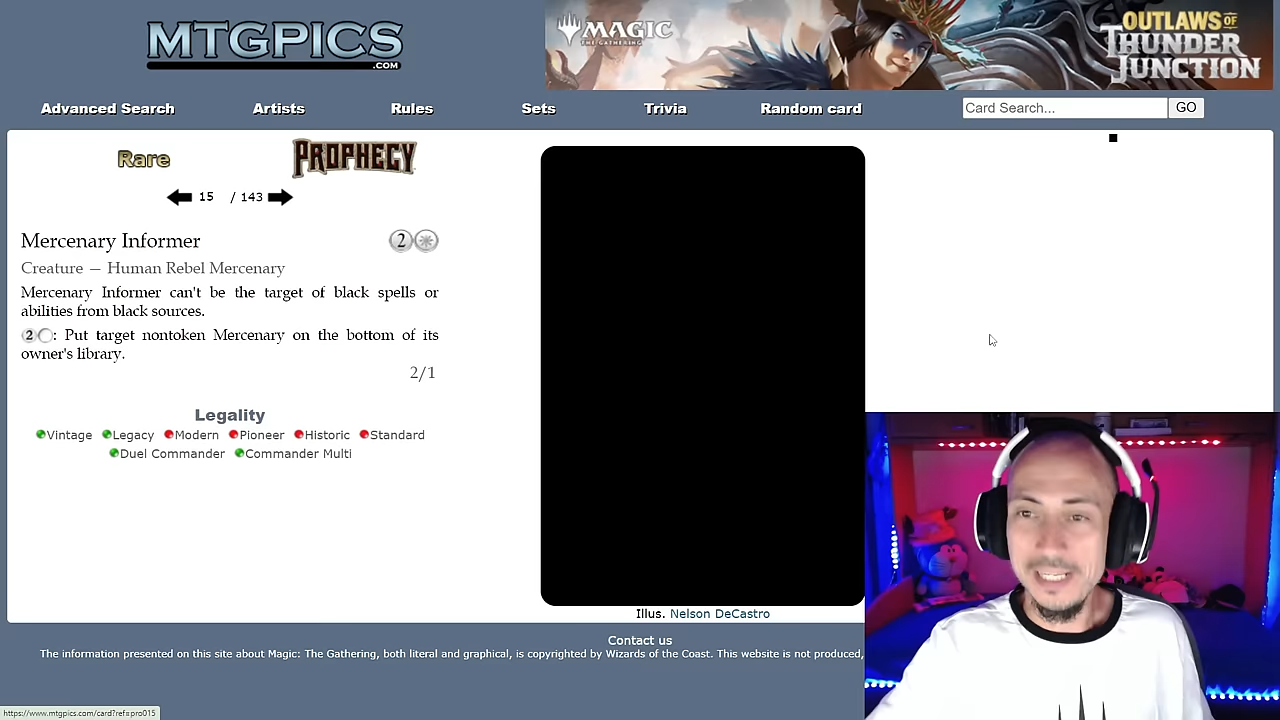 MTGPICS
.COM
MAGIC
THE GATHERING
OUTLAWS OF
THUNDER
JUNCTION
Advanced Search
Artists
Rules
Sets
Trivia
Random card
Card Search...
GO
Rare
PROPHECY
15 / 143
Mercenary Informer
2
Creature — Human Rebel Mercenary
Mercenary Informer can't be the target of black spells or
abilities from black sources.
2 : Put target nontoken Mercenary on the bottom of its
owner's library.
2/1
Legality
Vintage Legacy Modern Pioneer Historic Standard
Duel Commander Commander Multi
Illus. Nelson DeCastro
Contact us
The information presented on this site about Magic: The Gathering, both literal and graphical, is copyrighted by Wizards of the Coast. This website is not produced,
https://www.mtgpics.com/card?ref=pro015